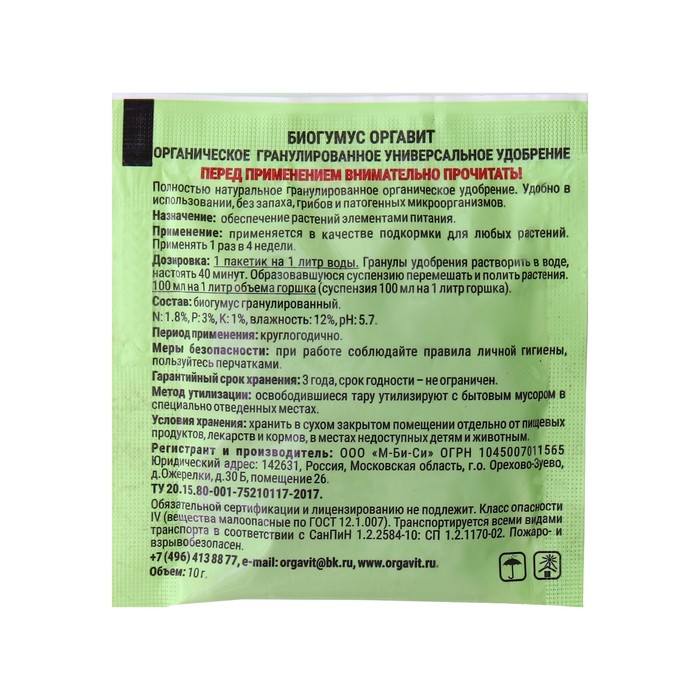 БИОГУМУС ОРГАВИТ
ОРГАНИЧЕСКОЕ ГРАНУЛИРОВАННОЕ УНИВЕРСАЛЬНОЕ УДОБРЕНИЕ
ПЕРЕД ПРИМЕНЕНИЕМ ВНИМАТЕЛЬНО ПРОЧИТАТЬ!
Полностью натуральное гранулированное органическое удобрение. Удобно в
использовании, без запаха, грибов и патогенных микроорганизмов.
Назначение: обеспечение растений элементами питания.
Применение: применяется в качестве подкормки для любых растений.
Применять 1 раз в 4 недели.
Дозировка: 1 пакетик на 1 литр воды. Гранулы удобрения растворить в воде,
настоять 40 минут. Образовавшуюся суспензию перемешать и полить растения.
100 мл на 1 литр объема горшка (суспензия 100 мл на 1 литр горшка).
Состав: биогумус гранулированный.
N: 1.8%, P: 3%, K: 1%, влажность: 12%, pH: 5.7.
Период применения: круглогодично.
Меры безопасности: при работе соблюдайте правила личной гигиены,
пользуйтесь перчатками.
Гарантийный срок хранения: 3 года, срок годности – не ограничен.
Метод утилизации: освободившиеся тару утилизируют с бытовым мусором в
специально отведенных местах.
Условия хранения: хранить в сухом закрытом помещении отдельно от пищевых
продуктов, лекарств и кормов, в местах недоступных детям и животным.
Регистрант и производитель: ООО «М-Би-Си» ОГРН 1045007011565
Юридический адрес: 142631, Россия, Московская область, г.о. Орехово-Зуево,
д.Ожерелки, д.30 Б, помещение 26.
ТУ 20.15.80-001-75210117-2017.
Обязательной сертификации и лицензированию не подлежит. Класс опасности
IV (вещества малоопасные по ГОСТ 12.1.007). Транспортируется всеми видами
транспорта в соответствии с СанПиН 1.2.2584-10: СП 1.2.1170-02. Пожаро- и
взрывобезопасен.
+7 (496) 413 88 77, e-mail: orgavit@bk.ru, www.orgavit.ru.
Объем: 10 г.